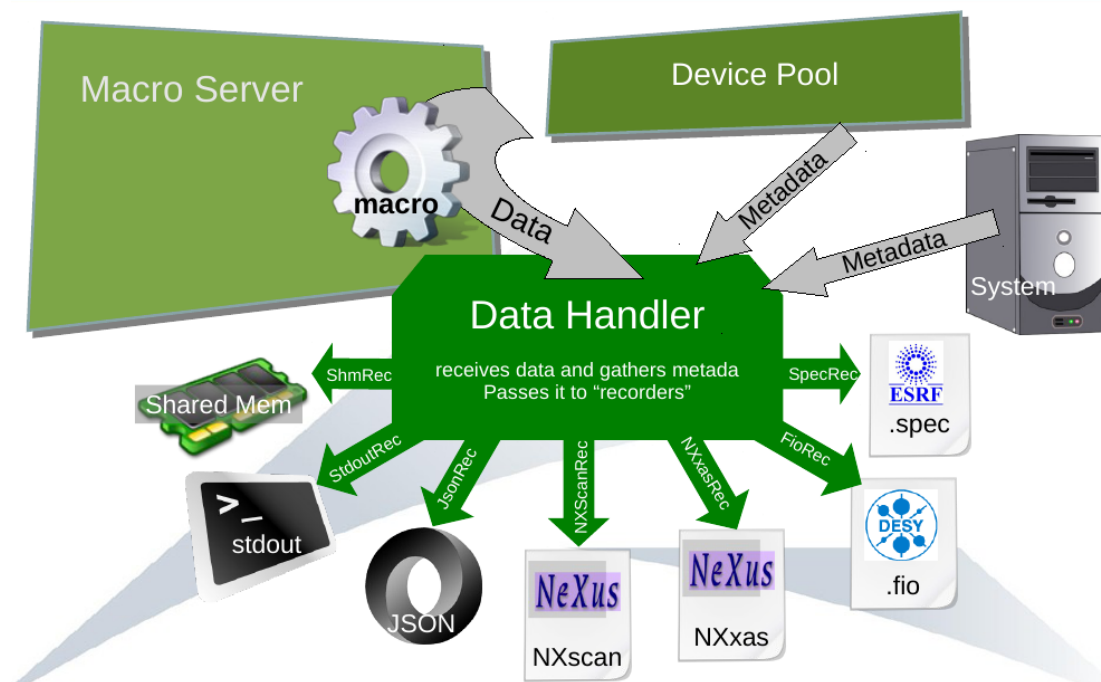 Macro Server
Device Pool
macro
Data
Metadata
Metadata
System
Data Handler
receives data and gathers metada
Passes it to “recorders”
ShmRec
SpecRec
StdoutRec
JsonRec
NXScanRec
NXxasRec
FioRec
Shared Mem
ESRF
.spec
>_
stdout
JSON
NeXus
NXscan
NeXus
NXxas
DESY
.fio